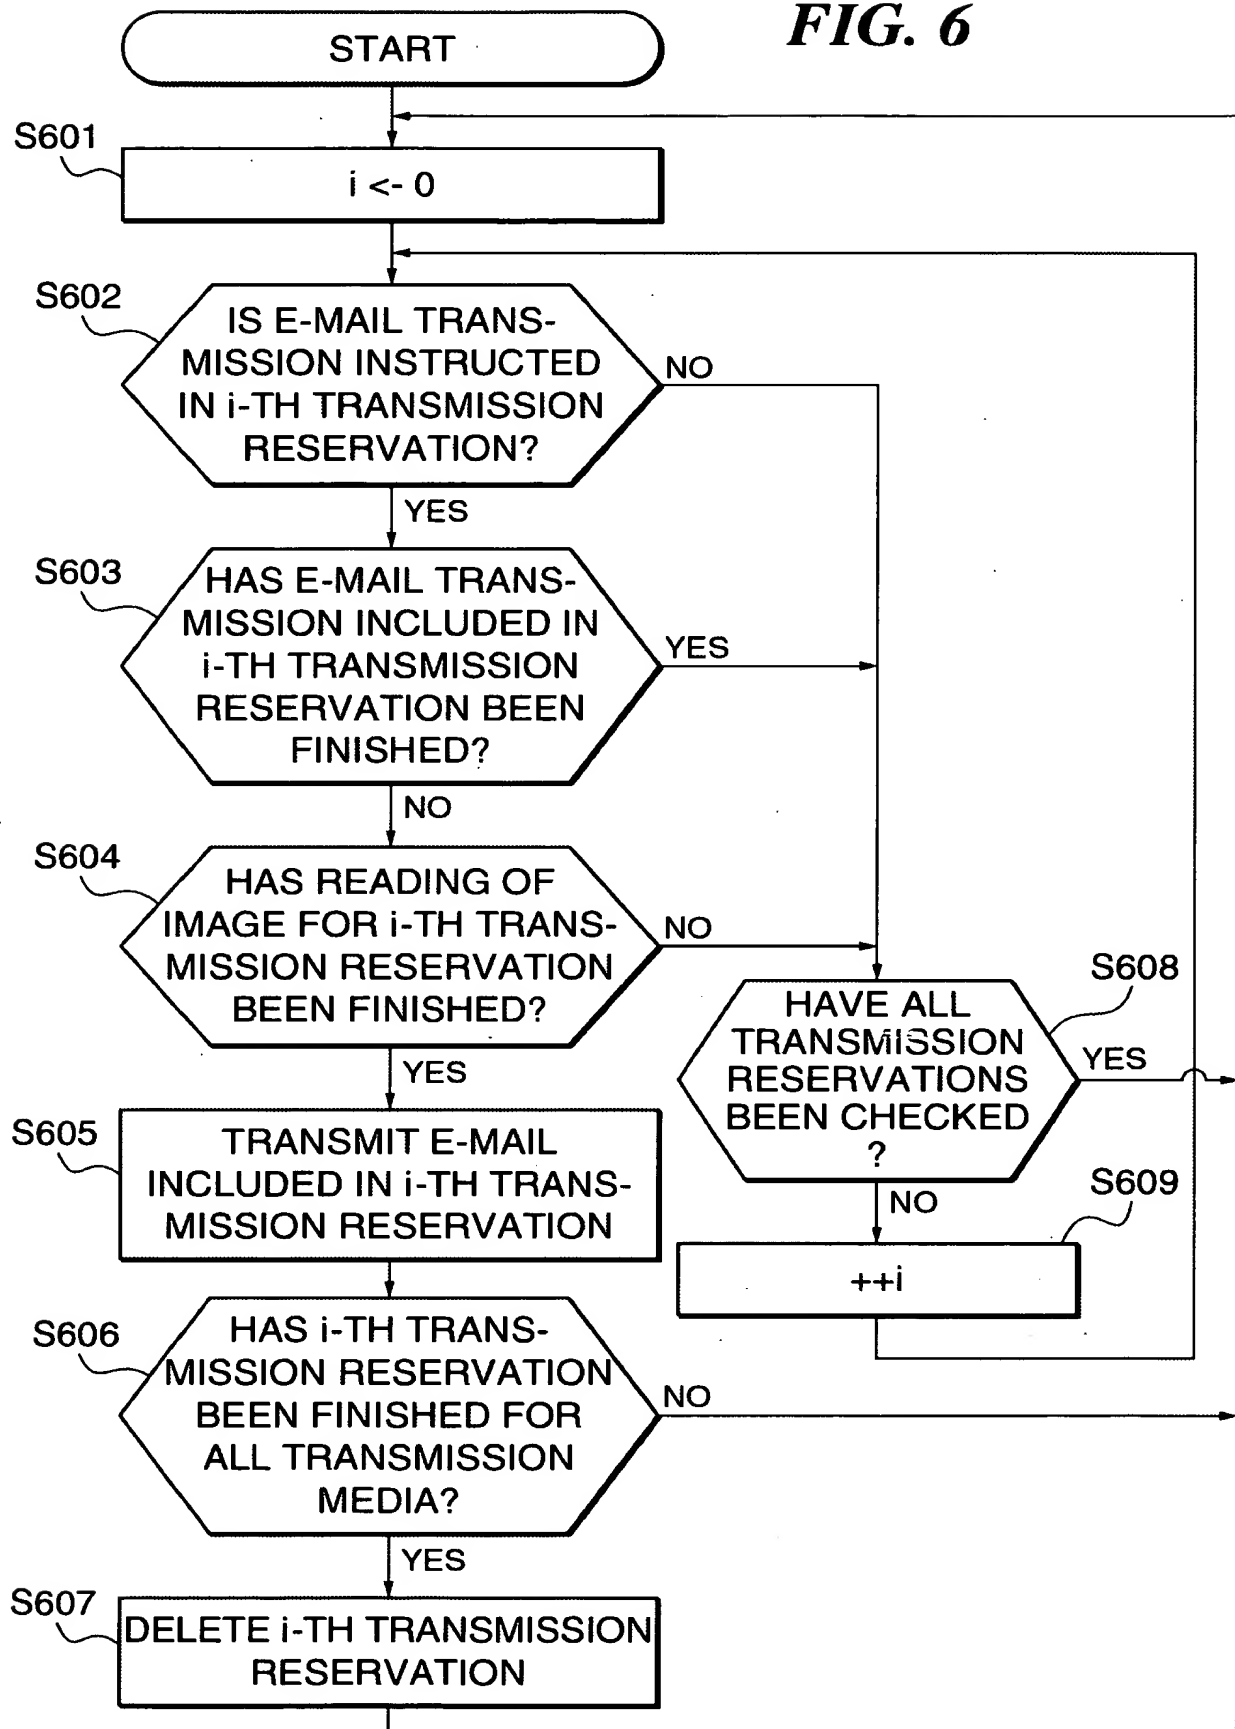 FIG. 6
START
S601
i <- 0
S602
IS E-MAIL TRANS-
MISSION INSTRUCTED
IN i-TH TRANSMISSION
RESERVATION?
NO
YES
S603
HAS E-MAIL TRANS-
MISSION INCLUDED IN
i-TH TRANSMISSION
RESERVATION BEEN
FINISHED?
YES
NO
S604
HAS READING OF
IMAGE FOR i-TH TRANS-
MISSION RESERVATION
BEEN FINISHED?
NO
YES
S608
HAVE ALL
TRANSMISSION
RESERVATIONS
BEEN CHECKED
?
YES
NO
S605
TRANSMIT E-MAIL
INCLUDED IN i-TH TRANS-
MISSION RESERVATION
S609
++i
S606
HAS i-TH TRANS-
MISSION RESERVATION
BEEN FINISHED FOR
ALL TRANSMISSION
MEDIA?
NO
YES
S607
DELETE i-TH TRANSMISSION
RESERVATION